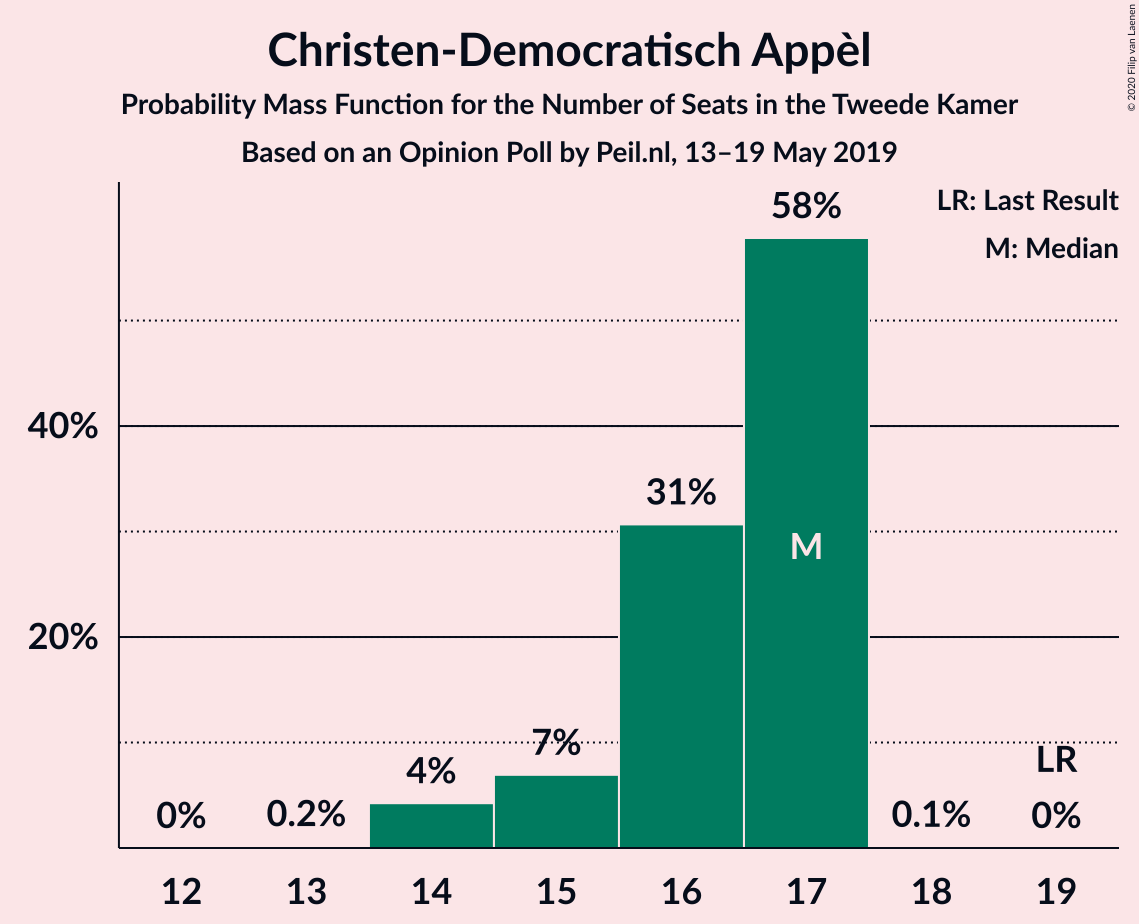 Christen-Democratisch Appèl
Probability Mass Function for the Number of Seats in the Tweede Kamer
Based on an Opinion Poll by Peil.nl, 13–19 May 2019
© 2020 Filip van Laenen
LR: Last Result
M: Median
58%
40%
31%
M
20%
7%
4%
LR
0%
0.2%
0.1%
0%
12
13
14
15
16
17
18
19